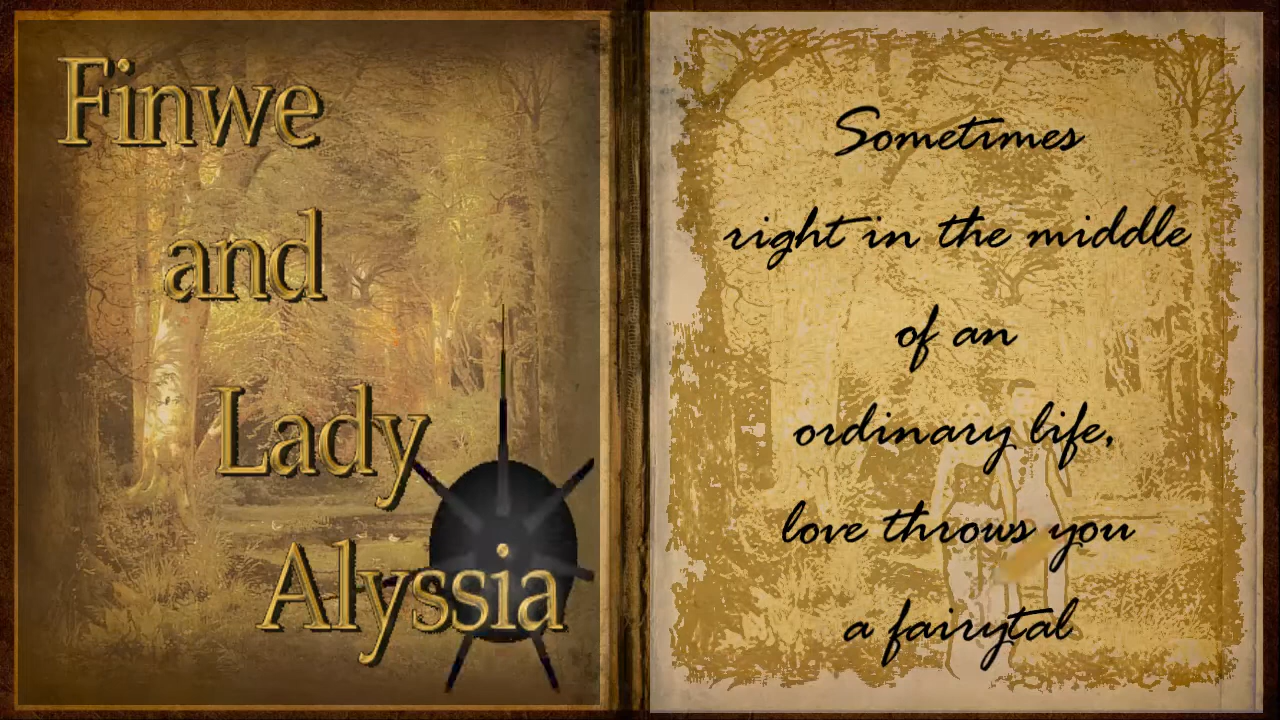 Finwe
and
Lady
Alyssia
Sometimes
right in the middle
of an
ordinary life,
love throws you
a fairytal